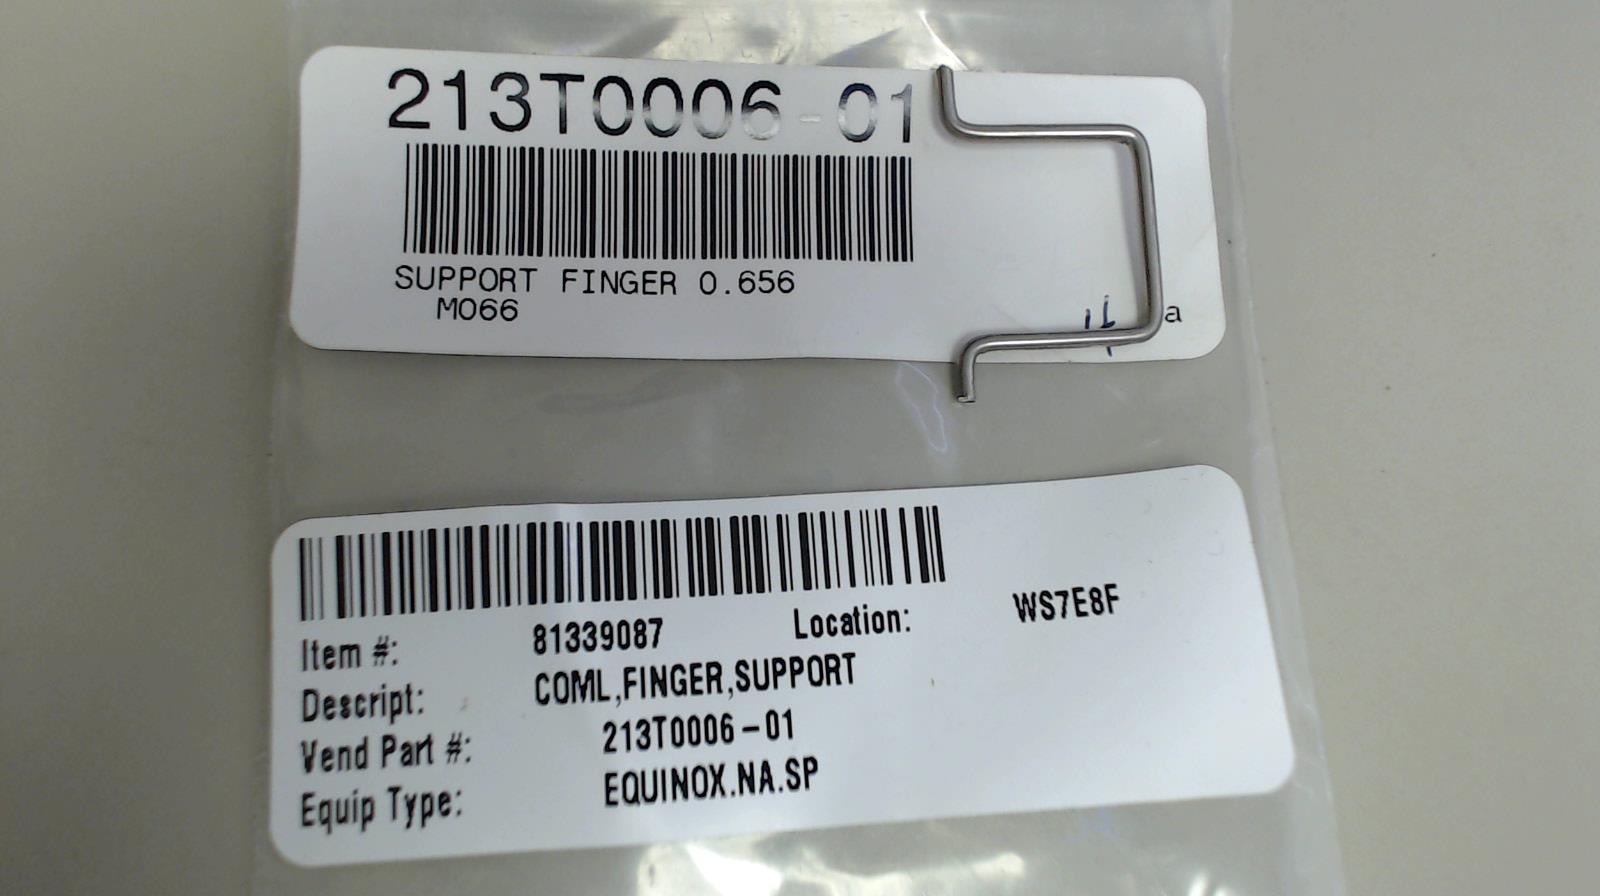 213T0006-01
SUPPORT FINGER 0.656
M066
a
Item #: 81339087 Location: WS7E8F
Descript: COML,FINGER,SUPPORT
Vend Part #: 213T0006-01
Equip Type: EQUINOX.NA.SP